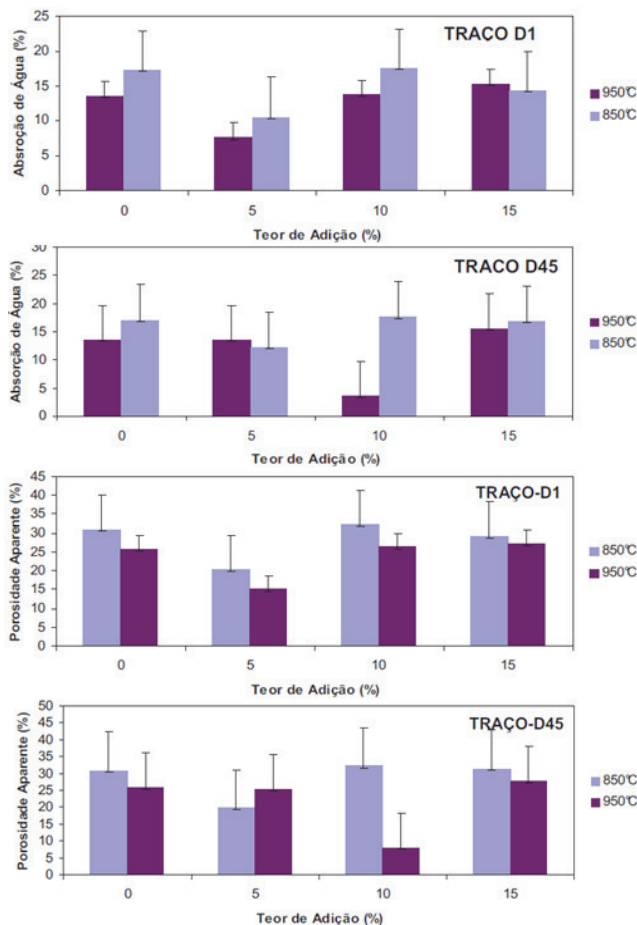 TRAÇO D1
Absroção de Água (%)
25
20
15
10
5
0
0 5 10 15
Teor de Adição (%)
950°C
850°C
TRACO D45
Absorção de Água (%)
30
25
20
15
10
5
0
0 5 10 15
Teor de Adição (%)
950°C
850°C
TRAÇO-D1
Porosidade Aparente (%)
45
40
35
30
25
20
15
10
5
0
0 5 10 15
Teor de Adição (%)
850°C
950°C
TRAÇO-D45
Porosidade Aparente (%)
50
45
40
35
30
25
20
15
10
5
0
0 5 10 15
Teor de Adição (%)
850°C
950°C